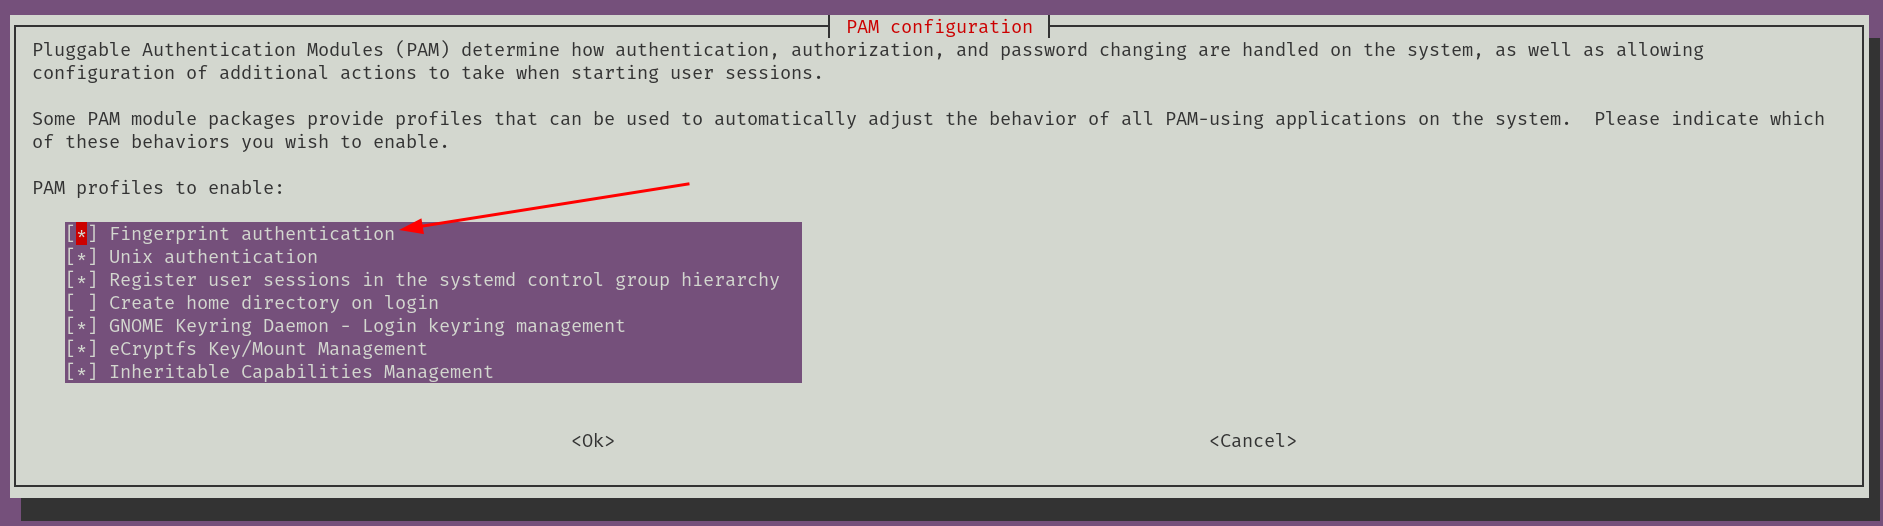 PAM configuration
Pluggable Authentication Modules (PAM) determine how authentication, authorization, and password changing are handled on the system, as well as allowing
configuration of additional actions to take when starting user sessions.
Some PAM module packages provide profiles that can be used to automatically adjust the behavior of all PAM-using applications on the system.  Please indicate which
of these behaviors you wish to enable.
PAM profiles to enable:
[*] Fingerprint authentication
[*] Unix authentication
[*] Register user sessions in the systemd control group hierarchy
[ ] Create home directory on login
[*] GNOME Keyring Daemon - Login keyring management
[*] eCryptfs Key/Mount Management
[*] Inheritable Capabilities Management
<Ok> <Cancel>